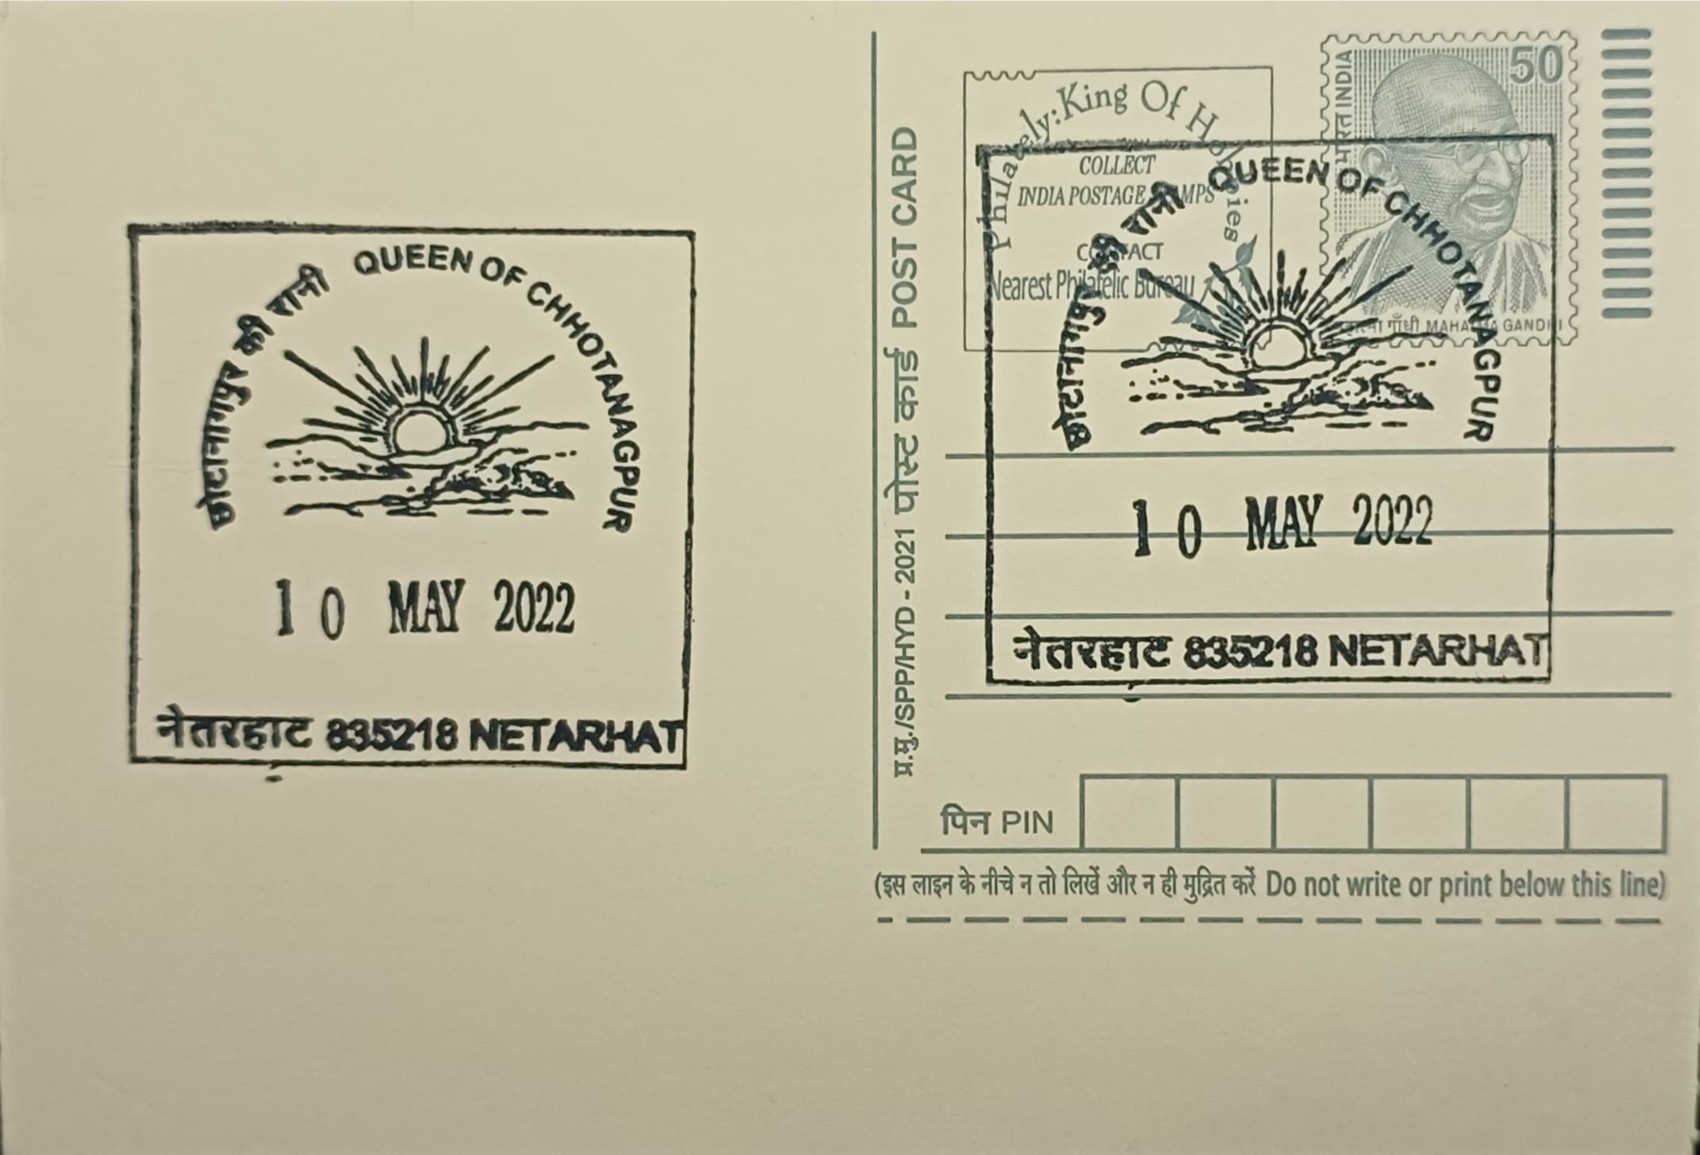 छोटानागपुर की रानी QUEEN OF CHHOTANAGPUR
10 MAY 2022
नेतरहाट 835218 NETARHAT
प्र.मु./SPP/HYD - 2021 पोस्ट कार्ड POST CARD
Philately:King Of Hobbies
COLLECT
INDIA POSTAGE STAMPS
CONTACT
Nearest Philatelic Bureau
भारत INDIA
50
महात्मा गाँधी MAHATMA GANDHI
छोटानागपुर की रानी QUEEN OF CHHOTANAGPUR
10 MAY 2022
नेतरहाट 835218 NETARHAT
पिन PIN
(इस लाइन के नीचे न तो लिखें और न ही मुद्रित करें Do not write or print below this line)